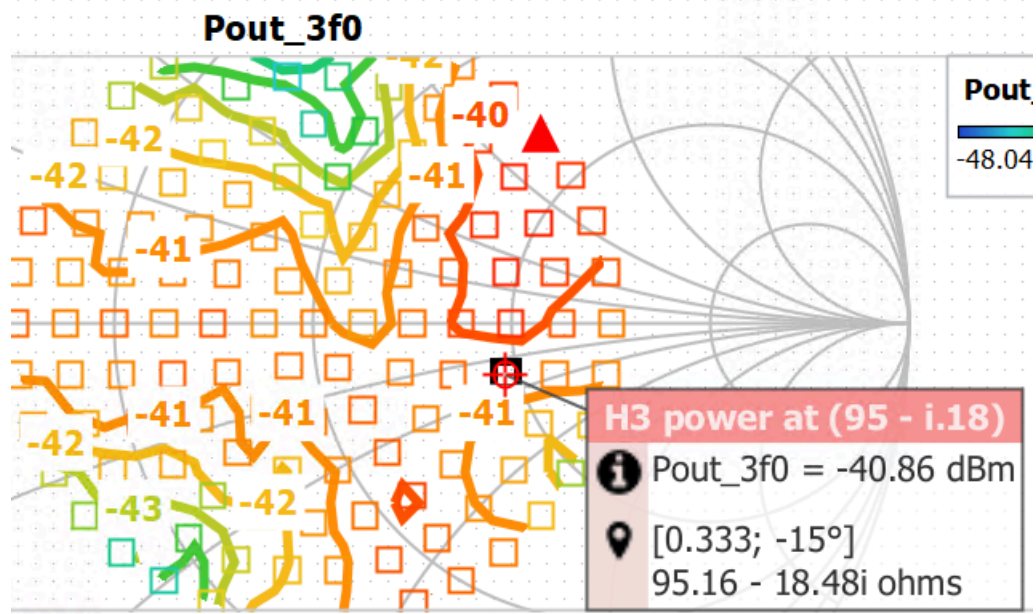 Pout_3f0
-42
-40
Pout_
-48.04
-42
-42
-41
-41
-41
-41
-41
-42
-42
-43
H3 power at (95 - i.18)
Pout_3f0 = -40.86 dBm
[0.333; -15°]
95.16 - 18.48i ohms